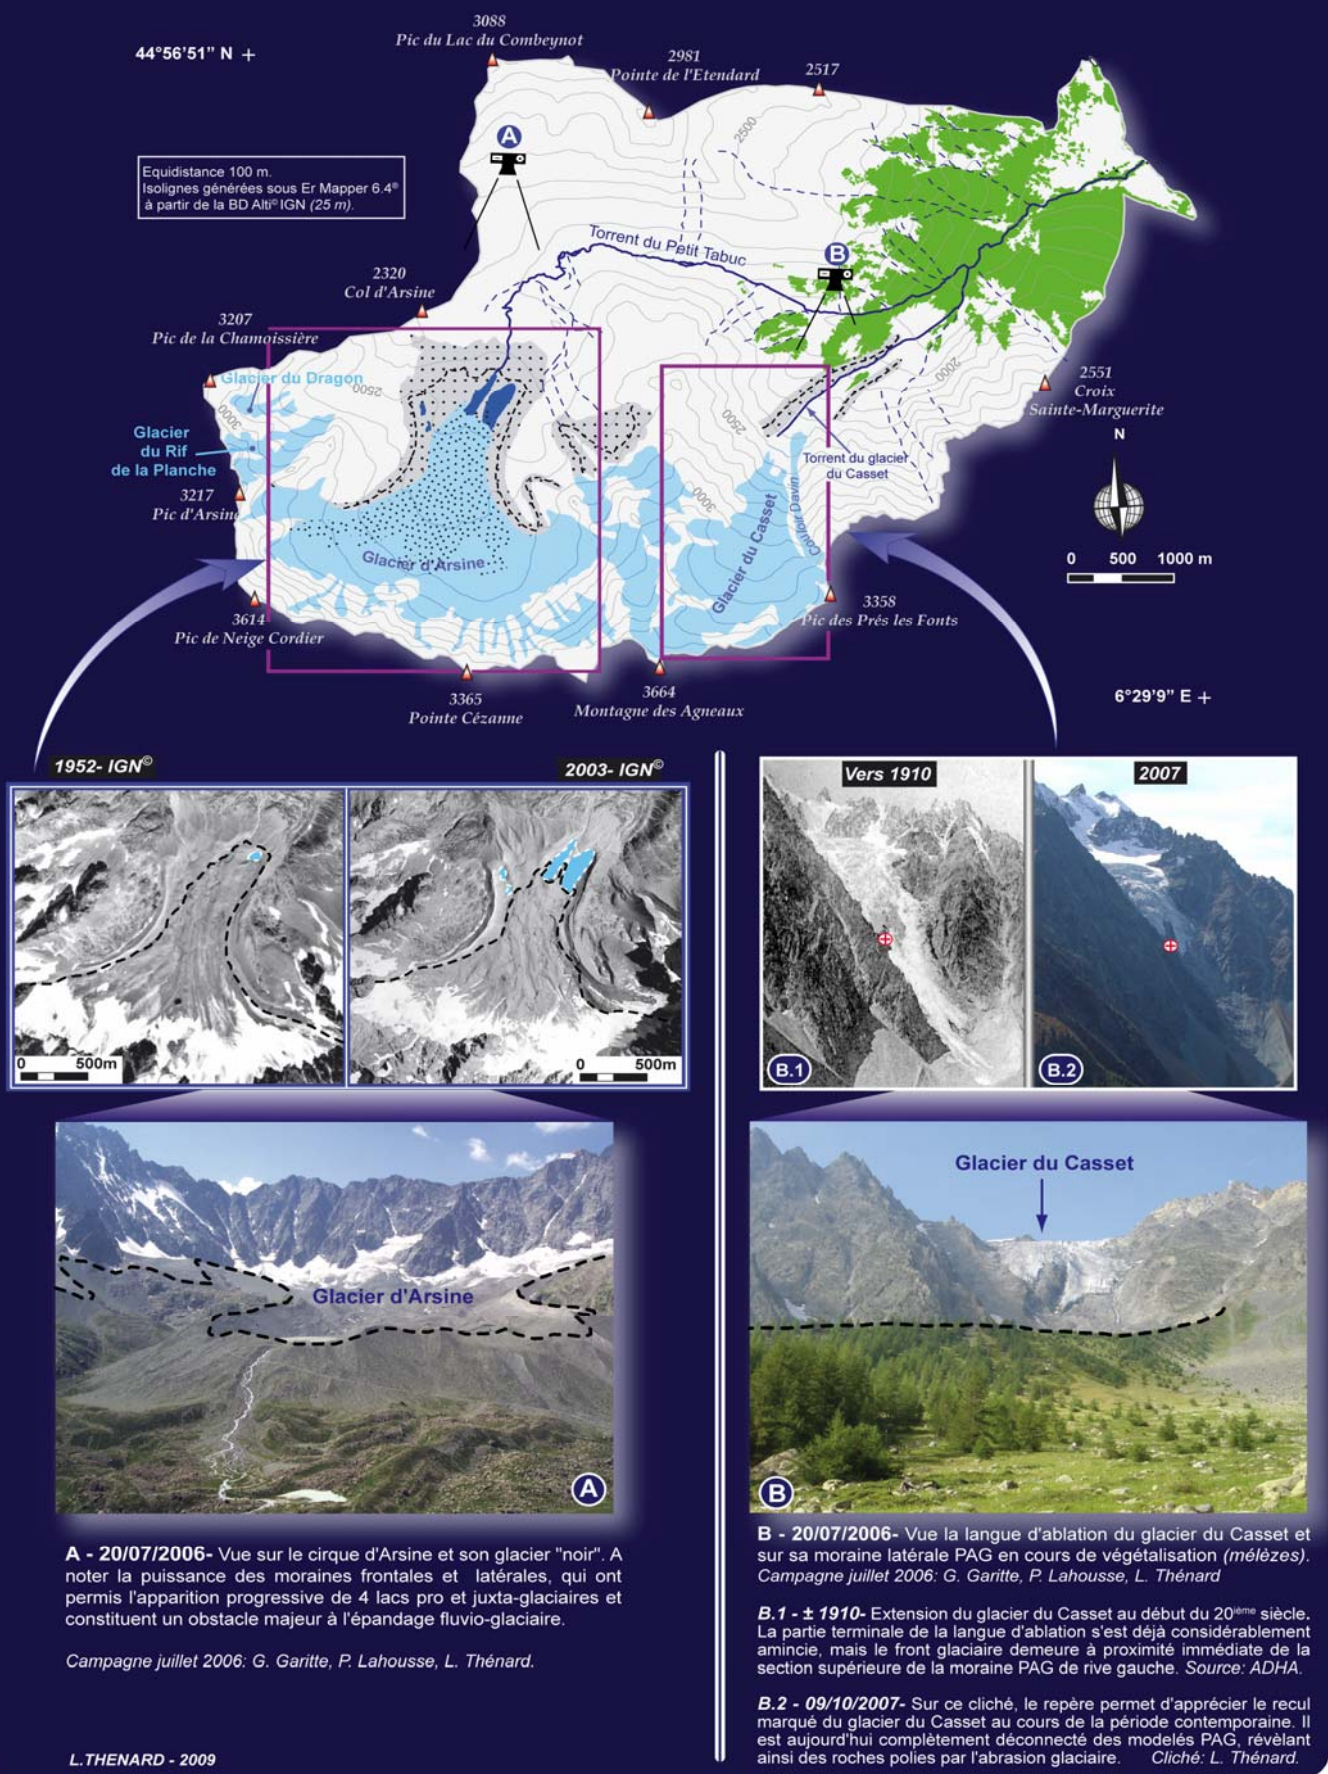 3088
Pic du Lac du Combeynot
44°56'51" N +
2981
Pointe de l'Etendard
2517
2500
A
Equidistance 100 m.
Isolignes générées sous Er Mapper 6.4®
à partir de la BD Alti© IGN (25 m).
Torrent du Petit Tabuc
B
2320
Col d'Arsine
3207
Pic de la Chamoissière
Glacier du Dragon
2500
3000
2000
2551
Croix
Sainte-Marguerite
Glacier
du Rif
de la Planche
2500
N
Torrent du glacier
du Casset
3217
Pic d'Arsine
3000
Glacier du Casset
Couloir Davin
Glacier d'Arsine
0 500 1000 m
3614
Pic de Neige Cordier
3358
Pic des Prés les Fonts
3365
Pointe Cézanne
3664
Montagne des Agneaux
6°29'9" E +
1952- IGN©
2003- IGN©
Vers 1910
2007
0 500m
0 500m
B.1
B.2
Glacier d'Arsine
A
Glacier du Casset
B
A - 20/07/2006- Vue sur le cirque d'Arsine et son glacier "noir". A
noter la puissance des moraines frontales et latérales, qui ont
permis l'apparition progressive de 4 lacs pro et juxta-glaciaires et
constituent un obstacle majeur à l'épandage fluvio-glaciaire.
Campagne juillet 2006: G. Garitte, P. Lahousse, L. Thénard.
L.THENARD - 2009
B - 20/07/2006- Vue la langue d'ablation du glacier du Casset et
sur sa moraine latérale PAG en cours de végétalisation (mélèzes).
Campagne juillet 2006: G. Garitte, P. Lahousse, L. Thénard
B.1 - ± 1910- Extension du glacier du Casset au début du 20ième siècle.
La partie terminale de la langue d'ablation s'est déjà considérablement
amincie, mais le front glaciaire demeure à proximité immédiate de la
section supérieure de la moraine PAG de rive gauche. Source: ADHA.
B.2 - 09/10/2007- Sur ce cliché, le repère permet d'apprécier le recul
marqué du glacier du Casset au cours de la période contemporaine. Il
est aujourd'hui complètement déconnecté des modelés PAG, révèlant
ainsi des roches polies par l'abrasion glaciaire. Cliché: L. Thénard.